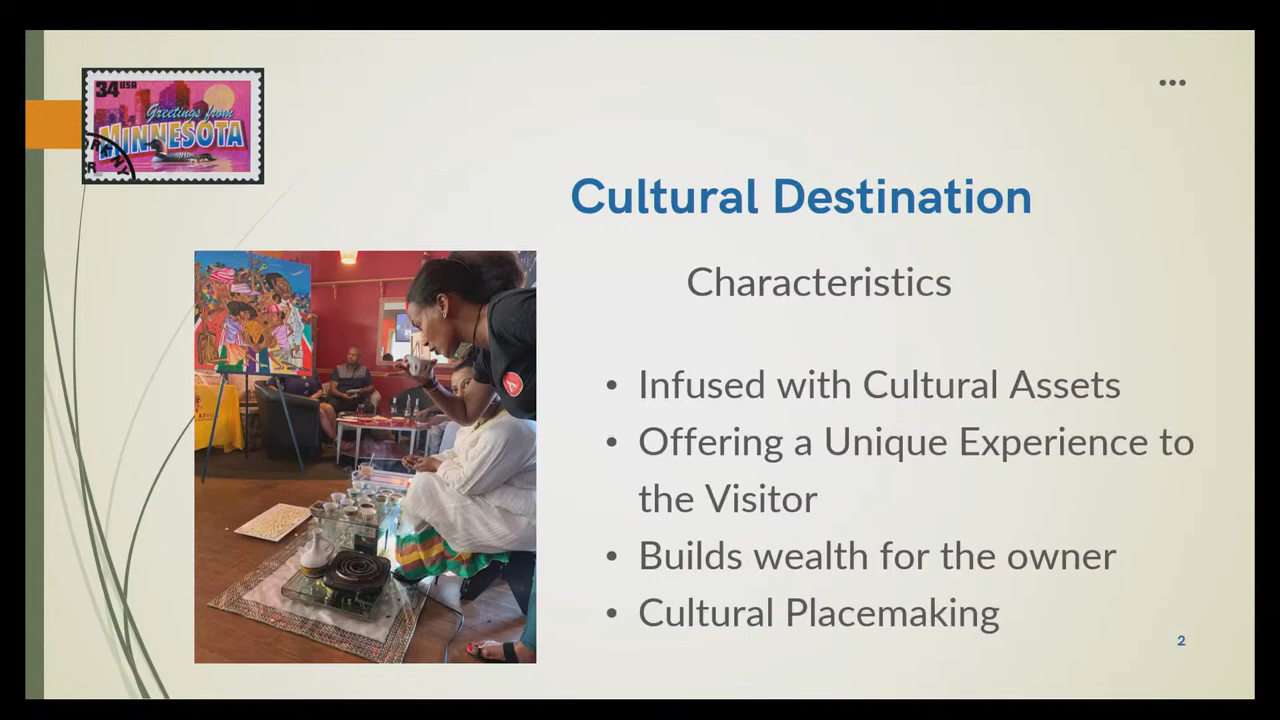 34 USA
Greetings from
MINNESOTA
Cultural Destination
Characteristics
• Infused with Cultural Assets
• Offering a Unique Experience to
the Visitor
• Builds wealth for the owner
• Cultural Placemaking
2